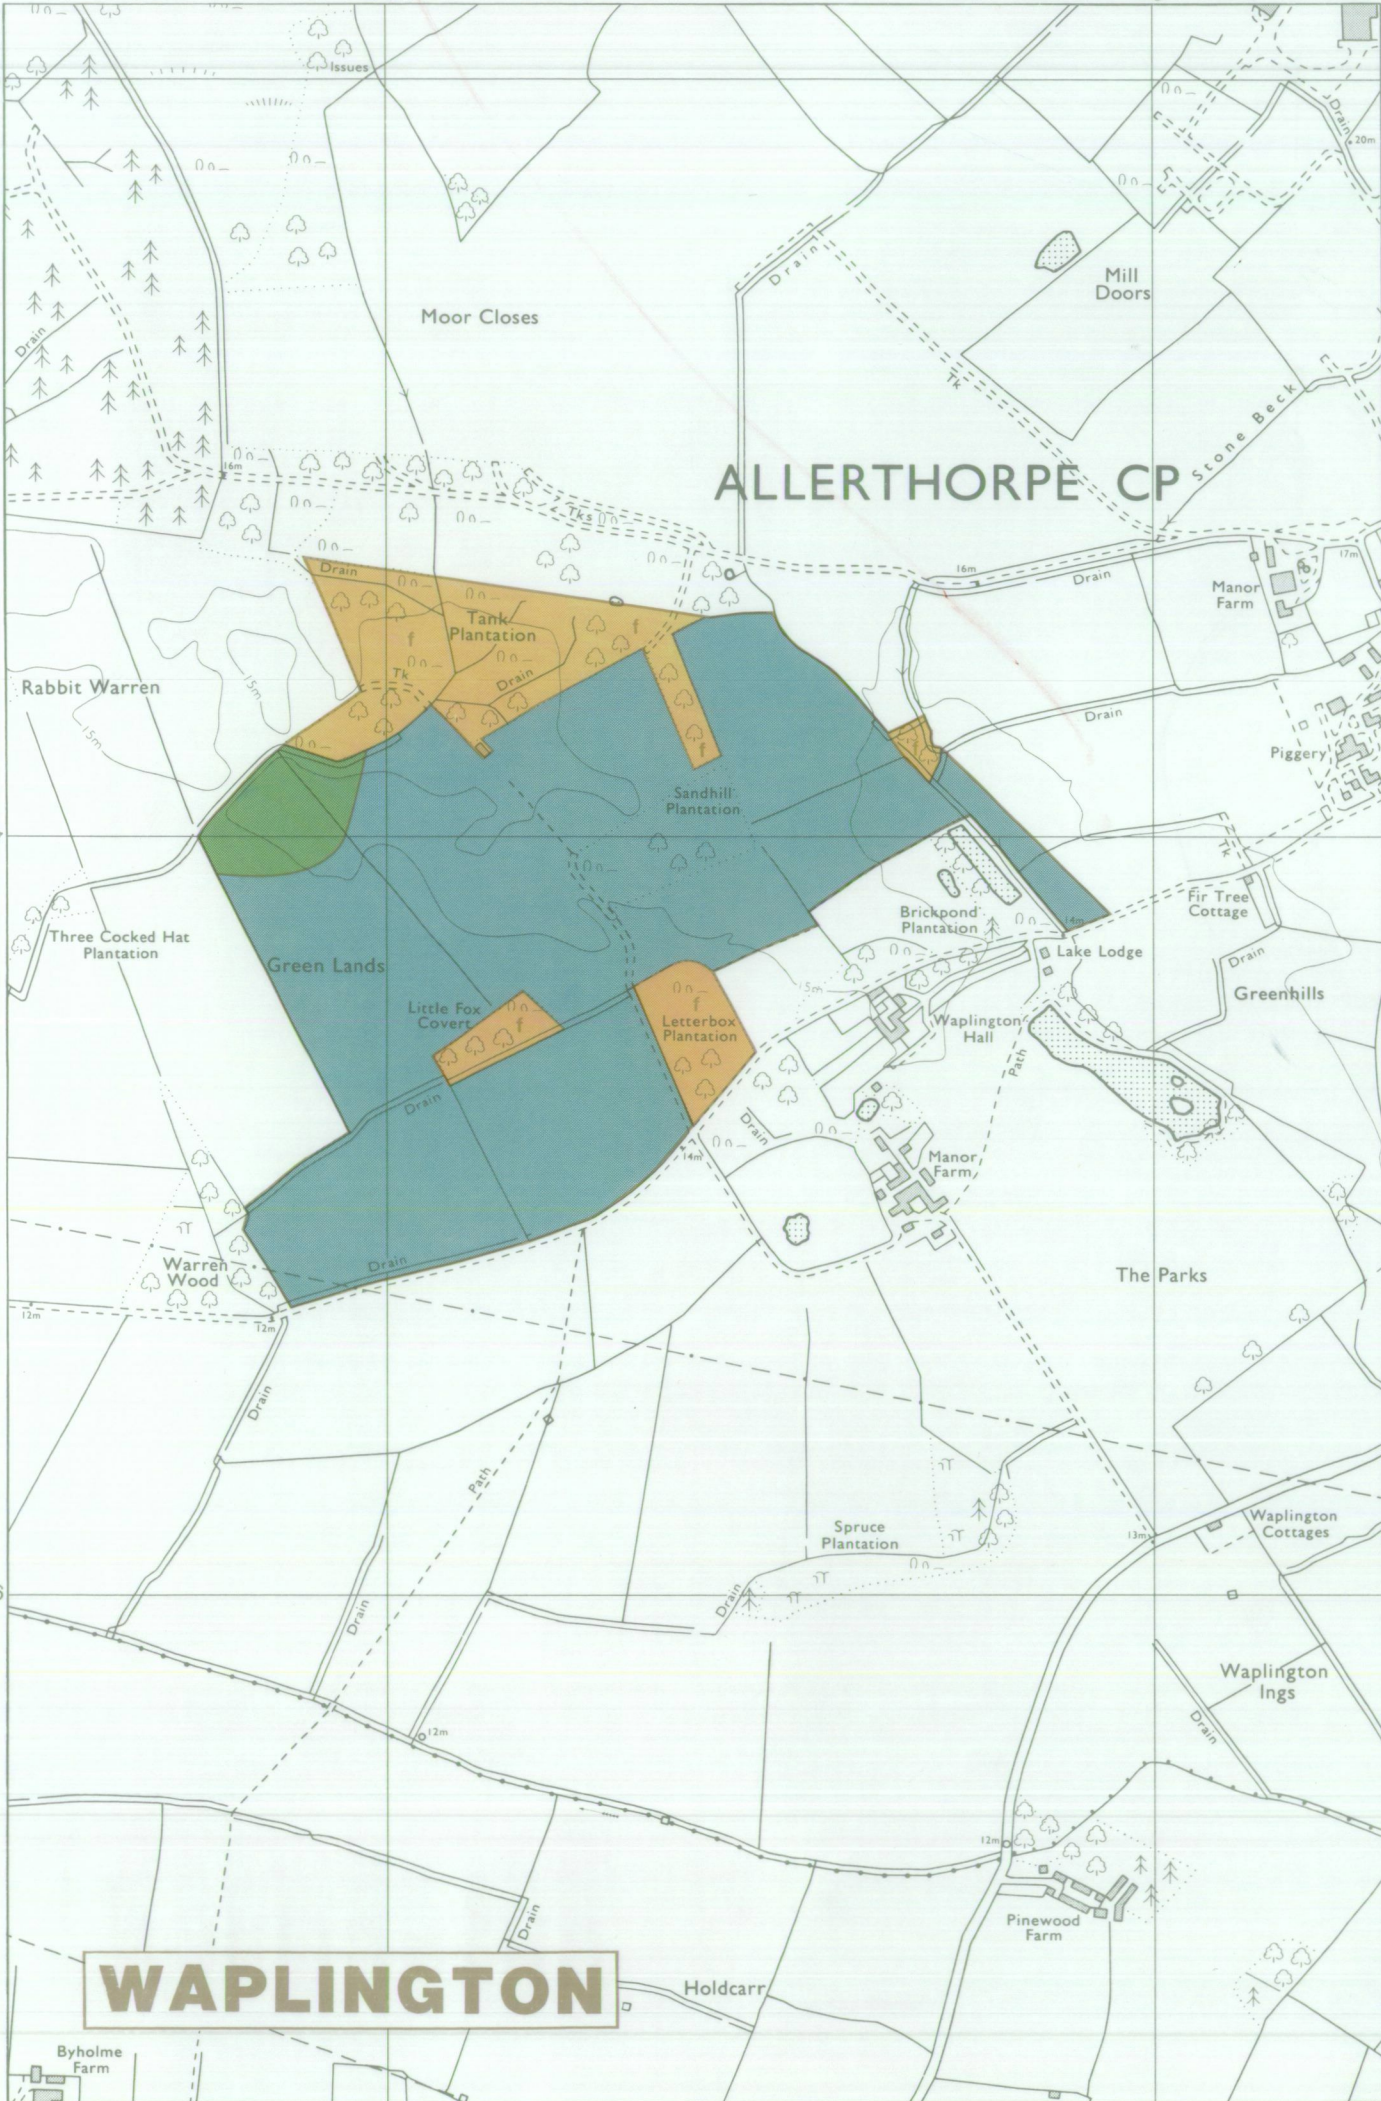 Issues
Drain
20m
Drain
Mill
Doors
Moor Closes
Drain
Tk
Stone Beck
16m
ALLERTHORPE CP
Tks
16m
17m
Drain
Drain
Manor
Farm
Tank
Plantation
f
f
Tk
Drain
Rabbit Warren
15m
15m
Drain
f
Piggery
Sandhill
Plantation
Tk
Fir Tree
Cottage
Brickpond
Plantation
14m
Three Cocked Hat
Plantation
Lake Lodge
Drain
Green Lands
15m
Greenhills
Little Fox
Covert
f
f
Letterbox
Plantation
Waplington
Hall
Path
Drain
Drain
14m
Manor
Farm
Warren
Wood
Drain
The Parks
12m
12m
Drain
Path
Spruce
Plantation
13m
Waplington
Cottages
Drain
Drain
Waplington
Ings
Drain
12m
12m
Pinewood
Farm
Drain
WAPLINGTON
Holdcarr
Byholme
Farm